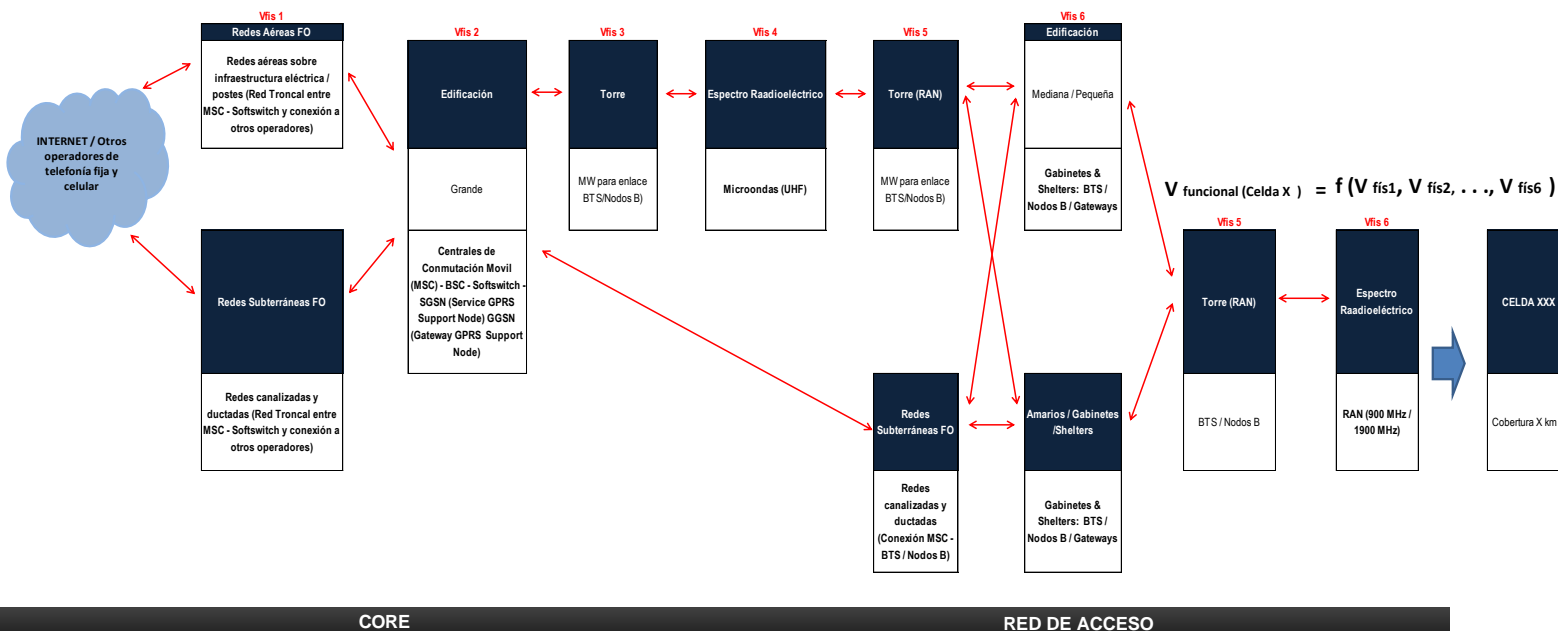 INTERNET / Otros
operadores de
telefonía fija y
celular
Vfis 1
Redes Aéreas FO
Redes aéreas sobre
infraestructura eléctrica /
postes (Red Troncal entre
MSC - Softswitch y conexión a
otros operadores)
Redes Subterráneas FO
Redes canalizadas y
ductadas (Red Troncal entre
MSC - Softswitch y conexión a
otros operadores)
Vfis 2
Edificación
Grande
Centrales de
Conmutación Movil
(MSC) - BSC - Softswitch -
SGSN (Service GPRS
Support Node) GGSN
(Gateway GPRS Support
Node)
Vfis 3
Torre
MW para enlace
BTS/Nodos B)
Vfis 4
Espectro Raadioeléctrico
Microondas (UHF)
Vfis 5
Torre (RAN)
MW para enlace
BTS/Nodos B)
Vfis 6
Edificación
Mediana / Pequeña
Gabinetes &
Shelters: BTS /
Nodos B / Gateways
Redes
Subterráneas FO
Redes
canalizadas y
ductadas
(Conexión MSC -
BTS / Nodos B)
Amarios / Gabinetes
/Shelters
Gabinetes &
Shelters: BTS /
Nodos B / Gateways
V funcional (Celda X ) = f (V fís1, V fís2, . . ., V fís6 )
Vfis 5
Torre (RAN)
BTS / Nodos B
Vfis 6
Espectro
Raadioeléctrico
RAN (900 MHz /
1900 MHz)
CELDA XXX
Cobertura X km
CORE
RED DE ACCESO